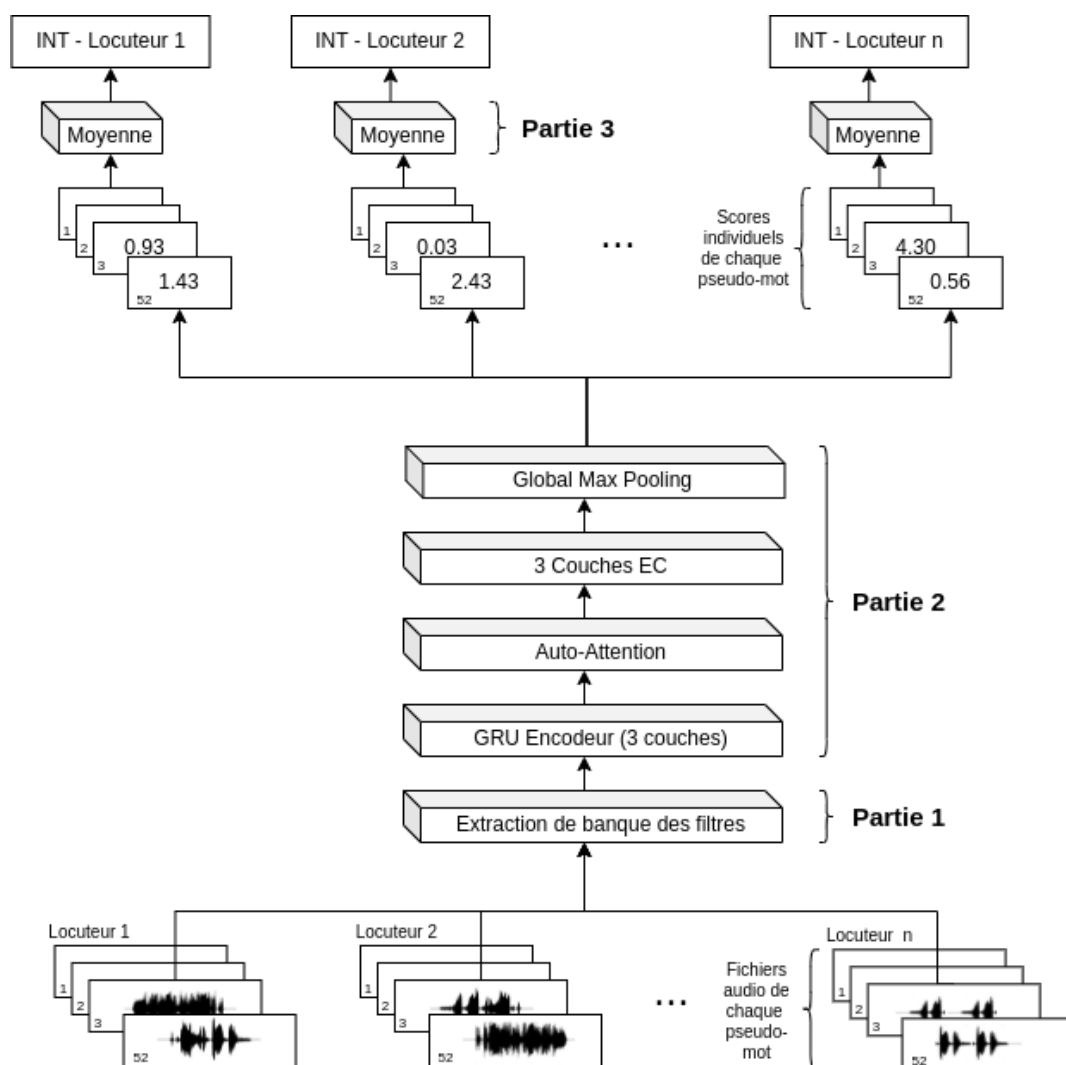 INT - Locuteur 1
INT - Locuteur 2
INT - Locuteur n
Moyenne
Moyenne
Partie 3
Moyenne
1
2
3
0.93
52
1.43
1
2
3
0.03
52
2.43
...
Scores
individuels
de chaque
pseudo-mot
1
2
3
4.30
52
0.56
Global Max Pooling
3 Couches EC
Auto-Attention
GRU Encodeur (3 couches)
Partie 2
Extraction de banque des filtres
Partie 1
Locuteur 1
1
2
3
52
Locuteur 2
1
2
3
52
...
Fichiers
audio de
chaque
pseudo-
mot
Locuteur n
1
2
3
52